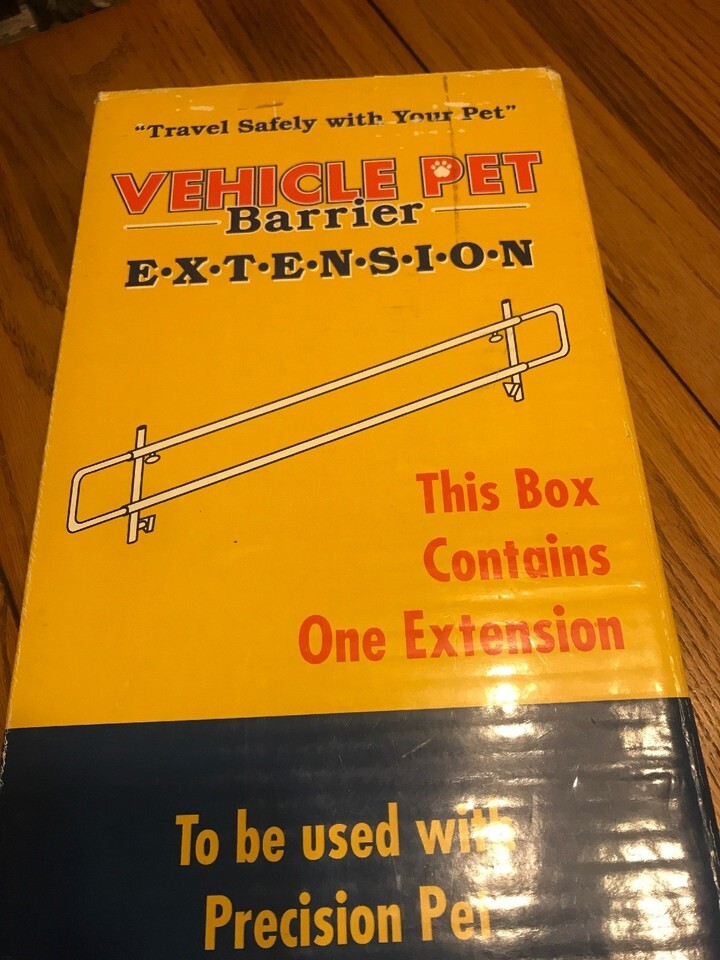 "Travel Safely with Your Pet"
VEHICLE PET
Barrier
E•X•T•E•N•S•I•O•N
This Box
Contains
One Extension
To be used with
Precision Pet